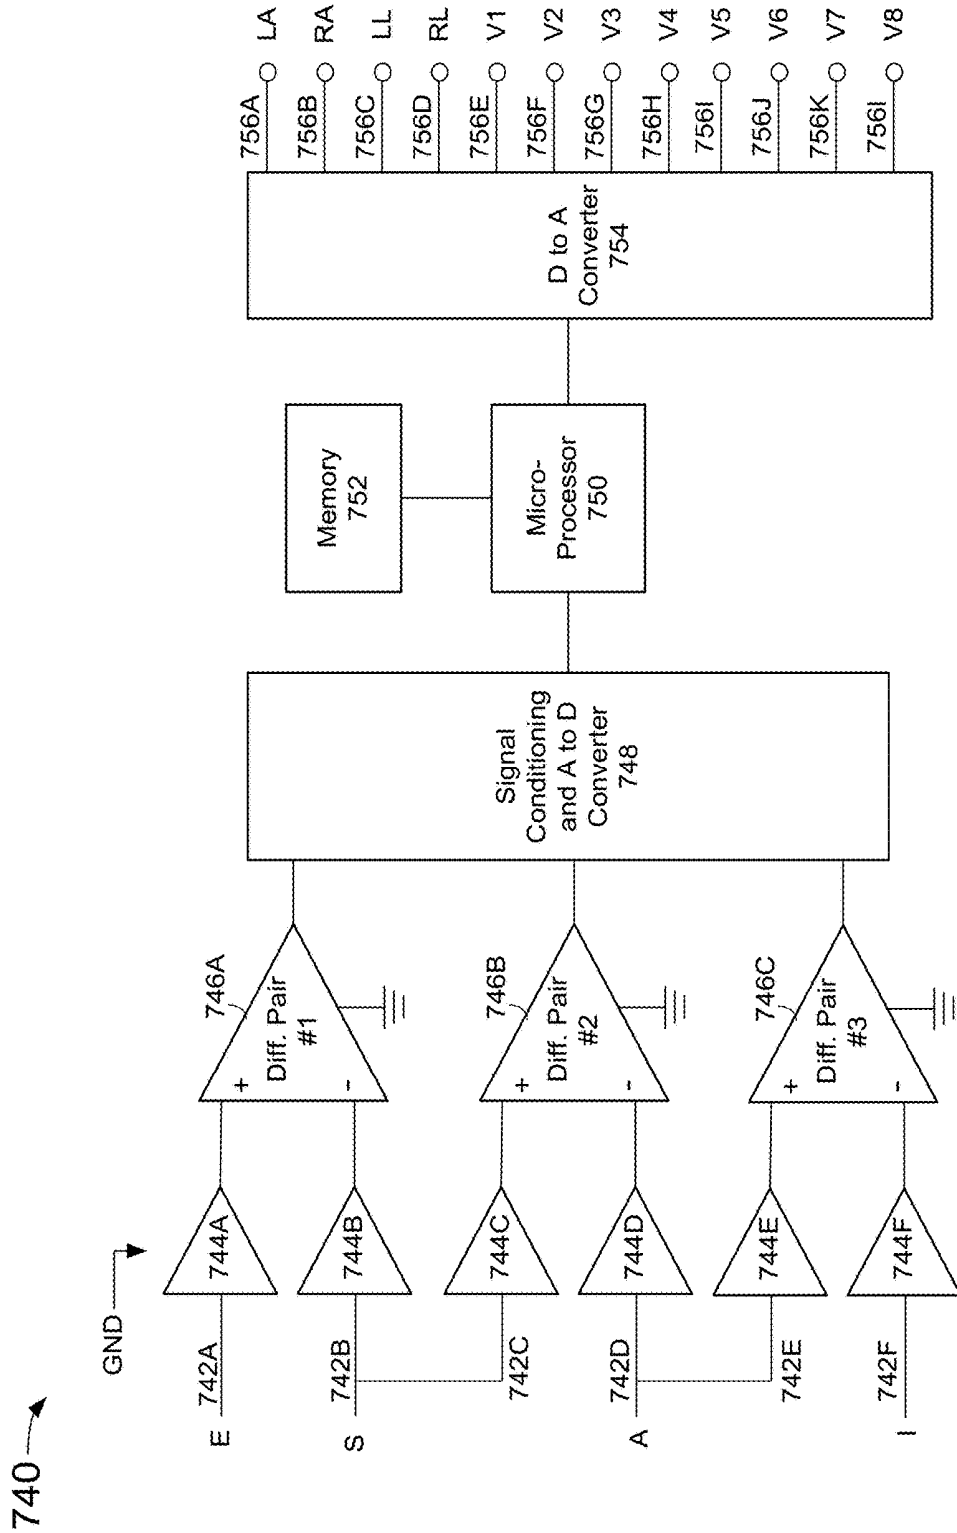 740
GND
E
742A
744A
S
742B
744B
742C
744C
A
742D
744D
742E
744E
I
742F
744F
746A
+
-
Diff. Pair
#1
746B
+
-
Diff. Pair
#2
746C
+
-
Diff. Pair
#3
Signal
Conditioning
and A to D
Converter
748
Memory
752
Micro-
Processor
750
D to A
Converter
754
756A LA
756B RA
756C LL
756D RL
756E V1
756F V2
756G V3
756H V4
756I V5
756J V6
756K V7
756I V8